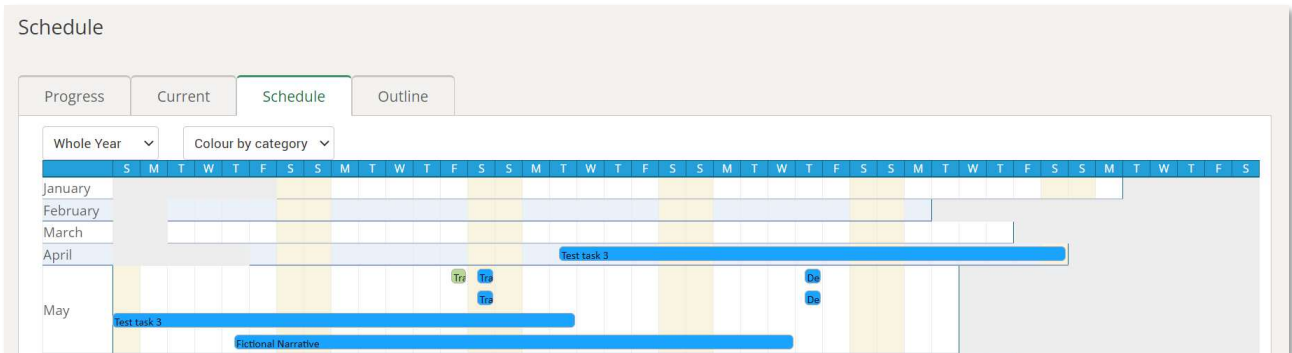 Schedule
Progress Current Schedule Outline
Whole Year Colour by category
S M T W T F S S M T W T F S S M T W T F S S M T W T F S S M T W T F S S M T W T F S
January
February
March
April Test task 3
Tra Tra De
Tra De
May
Test task 3
Fictional Narrative